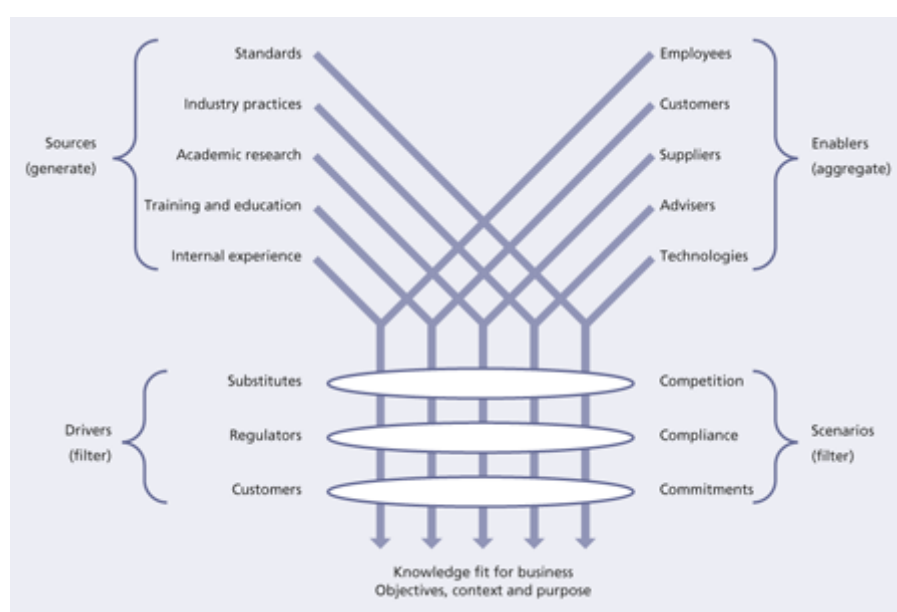 Standards
Employees
Industry practices
Customers
Sources
(generate)
Academic research
Suppliers
Enablers
(aggregate)
Training and education
Advisers
Internal experience
Technologies
Substitutes
Competition
Drivers
(filter)
Regulators
Compliance
Scenarios
(filter)
Customers
Commitments
Knowledge fit for business
Objectives, context and purpose